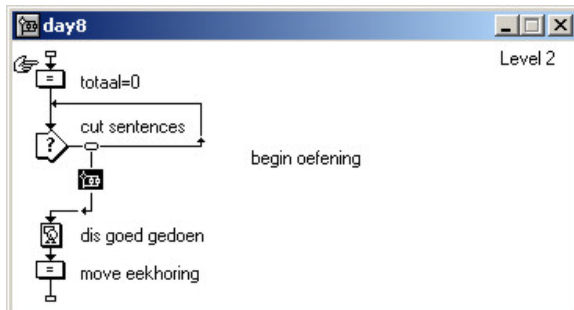 day8
Level 2
totaal=0
cut sentences
begin oefening
dis goed gedoen
move eekhoring